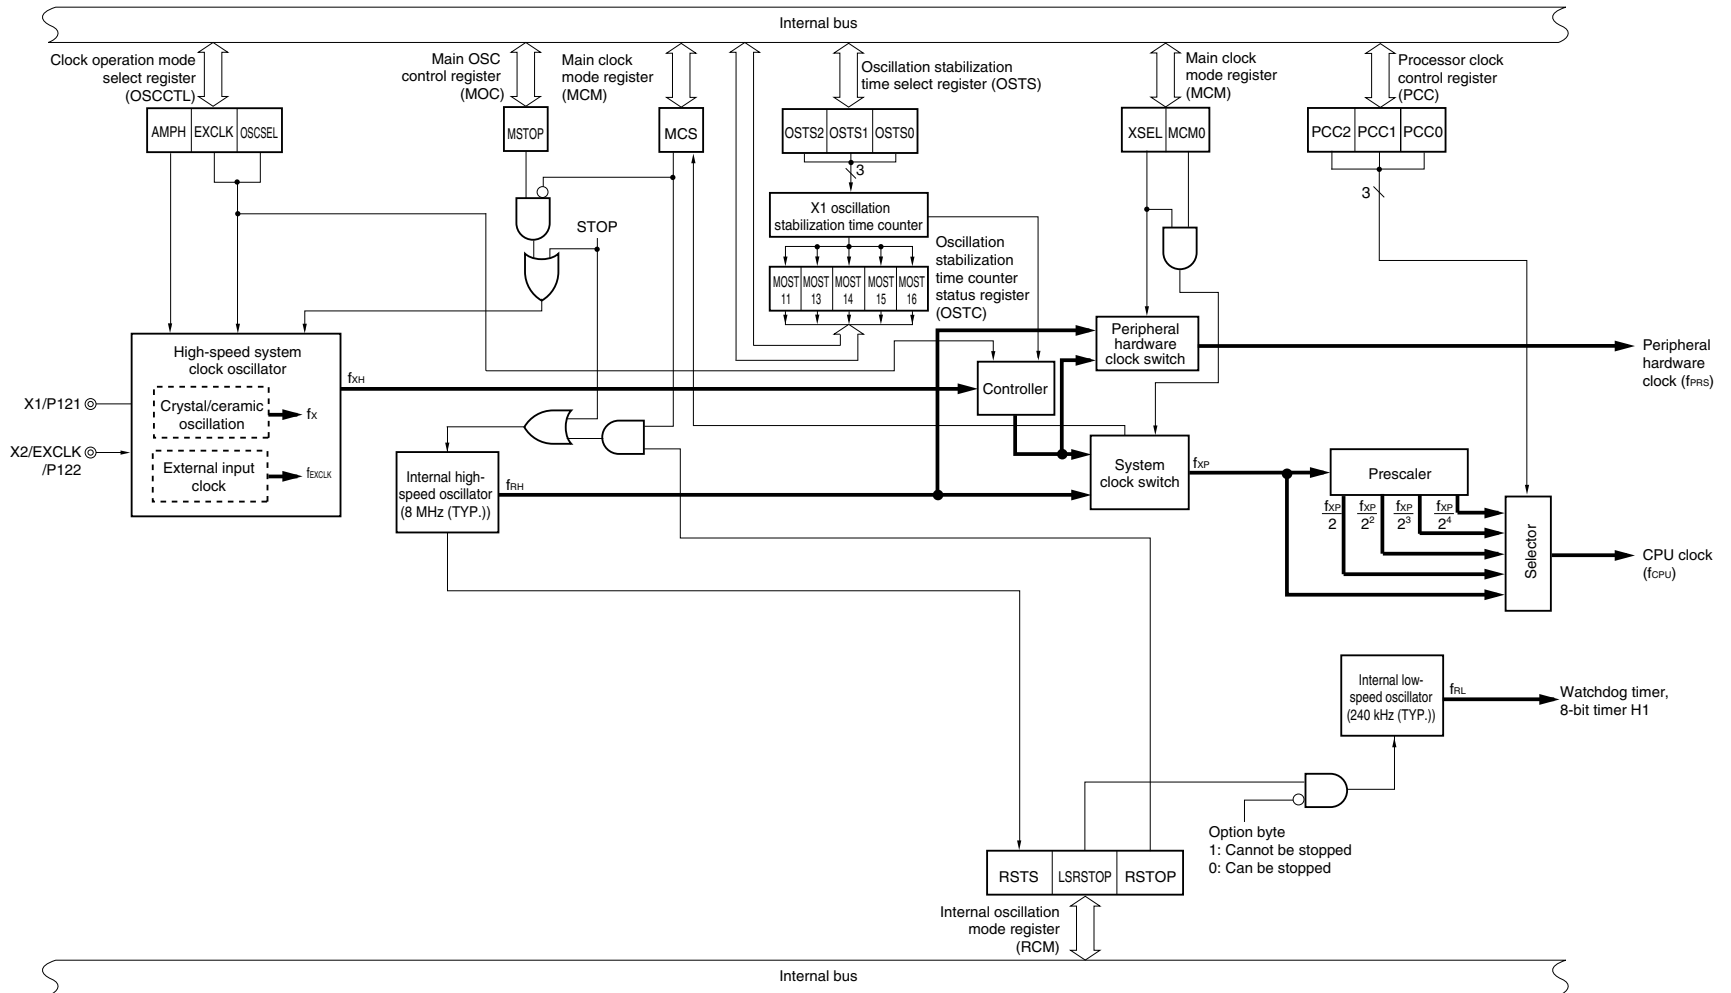 Internal bus
Clock operation mode
select register
(OSCCTL)
Main OSC
control register
(MOC)
Main clock
mode register
(MCM)
Oscillation stabilization
time select register (OSTS)
Main clock
mode register
(MCM)
Processor clock
control register
(PCC)
AMPH EXCLK OSCSEL
MSTOP
MCS
OSTS2 OSTS1 OSTS0
XSEL MCM0
PCC2 PCC1 PCC0
3
3
X1 oscillation
stabilization time counter
STOP
Oscillation
stabilization
time counter
status register
(OSTC)
MOST 11
MOST 13
MOST 14
MOST 15
MOST 16
High-speed system
clock oscillator
Crystal/ceramic
oscillation
fX
External input
clock
fEXCLK
X1/P121
X2/EXCLK
/P122
fXH
Controller
Peripheral
hardware
clock switch
Peripheral
hardware
clock (fPRS)
Internal high-
speed oscillator
(8 MHz (TYP.))
fRH
System
clock switch
fXP
Prescaler
fXP/2
fXP/2²
fXP/2³
fXP/2⁴
Selector
CPU clock
(fCPU)
Internal low-
speed oscillator
(240 kHz (TYP.))
fRL
Watchdog timer,
8-bit timer H1
Option byte
1: Cannot be stopped
0: Can be stopped
RSTS LSRSTOP RSTOP
Internal oscillation
mode register
(RCM)
Internal bus